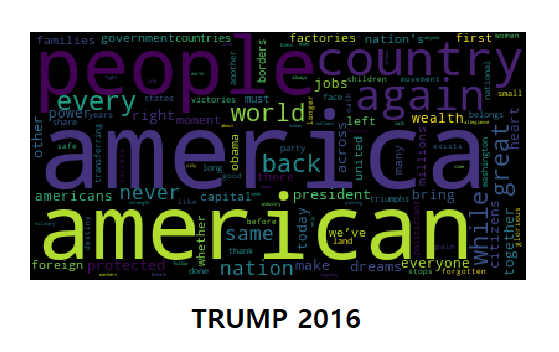 families
government
countries
factories
nation's
first
woman
people
country
another
borders
jobs
children
movement
national
small
every
again
states
victories
must
longer
face
power
years
share
right
moment
world
left
wealth
belongs
heart
other
america
across
united
many
millions
great
safe
transferring
obama
back
party
exists
washington
long
good
there
americans
never
like
capital
president
triumphs
bring
while
citizens
together
glorious
american
whether
same
before
today
we've
land
politicians
foreign
protected
done
thank
nation
make
dreams
everyone
stops
forgotten
TRUMP 2016